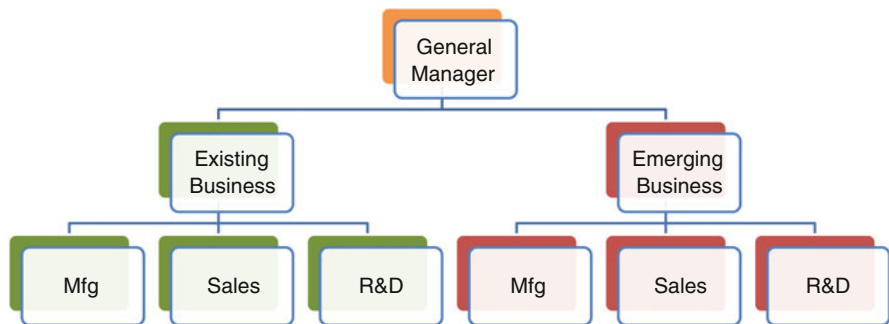 General
Manager
Existing
Business
Emerging
Business
Mfg
Sales
R&D
Mfg
Sales
R&D